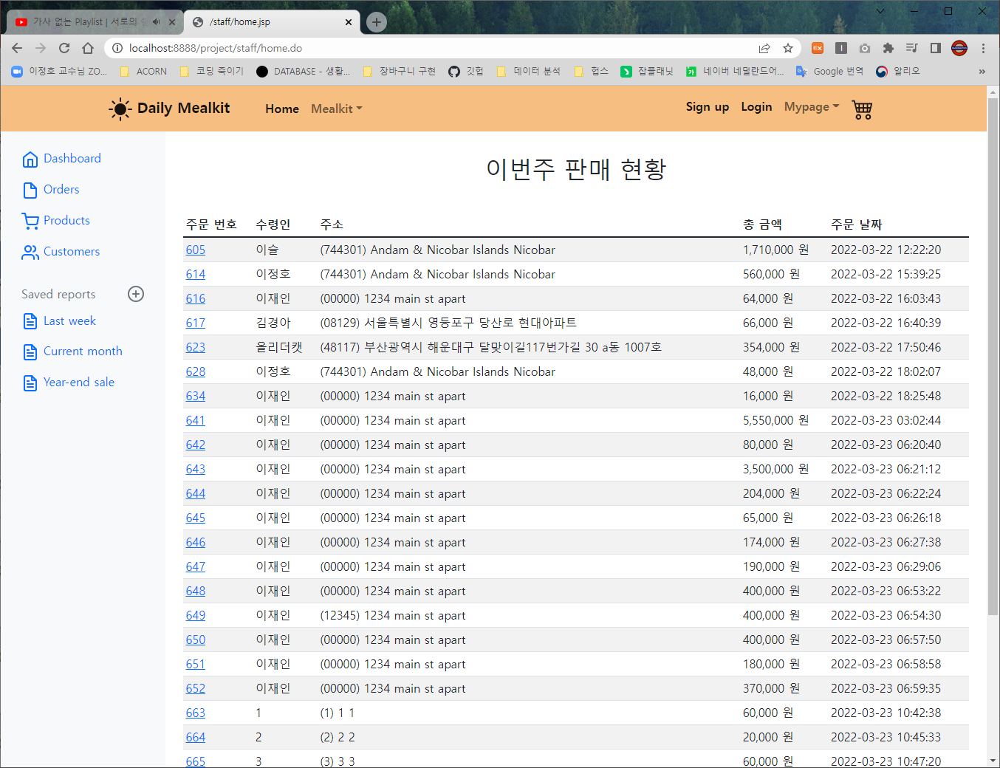 가사 없는 Playlist | 서로의
/staff/home.jsp
localhost:8888/project/staff/home.do
이정호 교수님 ZO...
ACORN
코딩 죽이기
DATABASE - 생활...
장바구니 구현
깃헙
데이터 분석
헙스
잡플래닛
네이버 네덜란드어...
Google 번역
알리오
»
Daily Mealkit
Home
Mealkit
Sign up
Login
Mypage
Dashboard
Orders
Products
Customers
Saved reports
Last week
Current month
Year-end sale
이번주 판매 현황
주문 번호 수령인 주소 총 금액 주문 날짜
605 이슬 (744301) Andam & Nicobar Islands Nicobar 1,710,000 원 2022-03-22 12:22:20
614 이정호 (744301) Andam & Nicobar Islands Nicobar 560,000 원 2022-03-22 15:39:25
616 이재인 (00000) 1234 main st apart 64,000 원 2022-03-22 16:03:43
617 김경아 (08129) 서울특별시 영등포구 당산로 현대아파트 66,000 원 2022-03-22 16:40:39
623 올리더캣 (48117) 부산광역시 해운대구 달맞이길117번가길 30 a동 1007호 354,000 원 2022-03-22 17:50:46
628 이정호 (744301) Andam & Nicobar Islands Nicobar 48,000 원 2022-03-22 18:02:07
634 이재인 (00000) 1234 main st apart 16,000 원 2022-03-22 18:25:48
641 이재인 (00000) 1234 main st apart 5,550,000 원 2022-03-23 03:02:44
642 이재인 (00000) 1234 main st apart 80,000 원 2022-03-23 06:20:40
643 이재인 (00000) 1234 main st apart 3,500,000 원 2022-03-23 06:21:12
644 이재인 (00000) 1234 main st apart 204,000 원 2022-03-23 06:22:24
645 이재인 (00000) 1234 main st apart 65,000 원 2022-03-23 06:26:18
646 이재인 (00000) 1234 main st apart 174,000 원 2022-03-23 06:27:38
647 이재인 (00000) 1234 main st apart 190,000 원 2022-03-23 06:29:06
648 이재인 (00000) 1234 main st apart 400,000 원 2022-03-23 06:53:22
649 이재인 (12345) 1234 main st apart 400,000 원 2022-03-23 06:54:30
650 이재인 (00000) 1234 main st apart 400,000 원 2022-03-23 06:57:50
651 이재인 (00000) 1234 main st apart 180,000 원 2022-03-23 06:58:58
652 이재인 (00000) 1234 main st apart 370,000 원 2022-03-23 06:59:35
663 1 (1) 1 1 60,000 원 2022-03-23 10:42:38
664 2 (2) 2 2 20,000 원 2022-03-23 10:45:33
665 3 (3) 3 3 60,000 원 2022-03-23 10:47:20